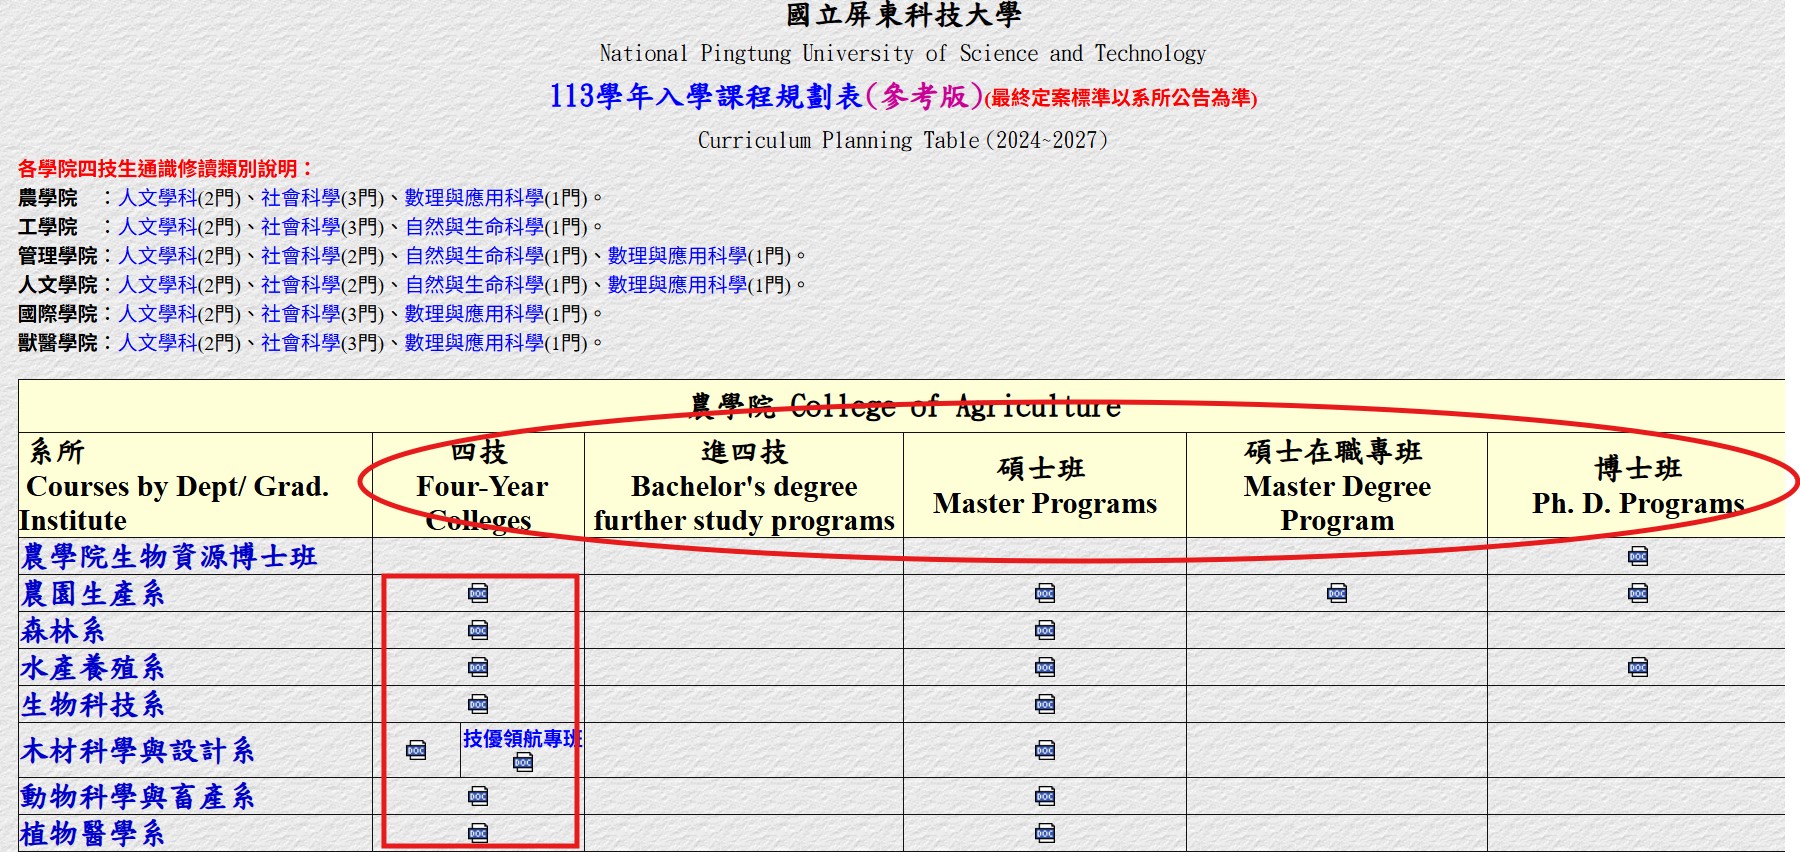 國立屏東科技大學
National Pingtung University of Science and Technology
113學年入學課程規劃表(參考版)(最終定案標準以系所公告為準)
Curriculum Planning Table(2024~2027)
各學院四技生通識修讀類別說明：
農學院　：人文學科(2門)、社會科學(3門)、數理與應用科學(1門)。
工學院　：人文學科(2門)、社會科學(3門)、自然與生命科學(1門)。
管理學院：人文學科(2門)、社會科學(2門)、自然與生命科學(1門)、數理與應用科學(1門)。
人文學院：人文學科(2門)、社會科學(2門)、自然與生命科學(1門)、數理與應用科學(1門)。
國際學院：人文學科(2門)、社會科學(3門)、數理與應用科學(1門)。
獸醫學院：人文學科(2門)、社會科學(3門)、數理與應用科學(1門)。
農學院 College of Agriculture
系所
Courses by Dept/ Grad.
Institute
四技
Four-Year
Colleges
進四技
Bachelor's degree
further study programs
碩士班
Master Programs
碩士在職專班
Master Degree
Program
博士班
Ph. D. Programs
農學院生物資源博士班 DOC
農園生產系 DOC DOC DOC DOC
森林系 DOC DOC
水產養殖系 DOC DOC DOC
生物科技系 DOC DOC
木材科學與設計系 DOC 技優領航專班 DOC DOC
動物科學與畜產系 DOC DOC
植物醫學系 DOC DOC